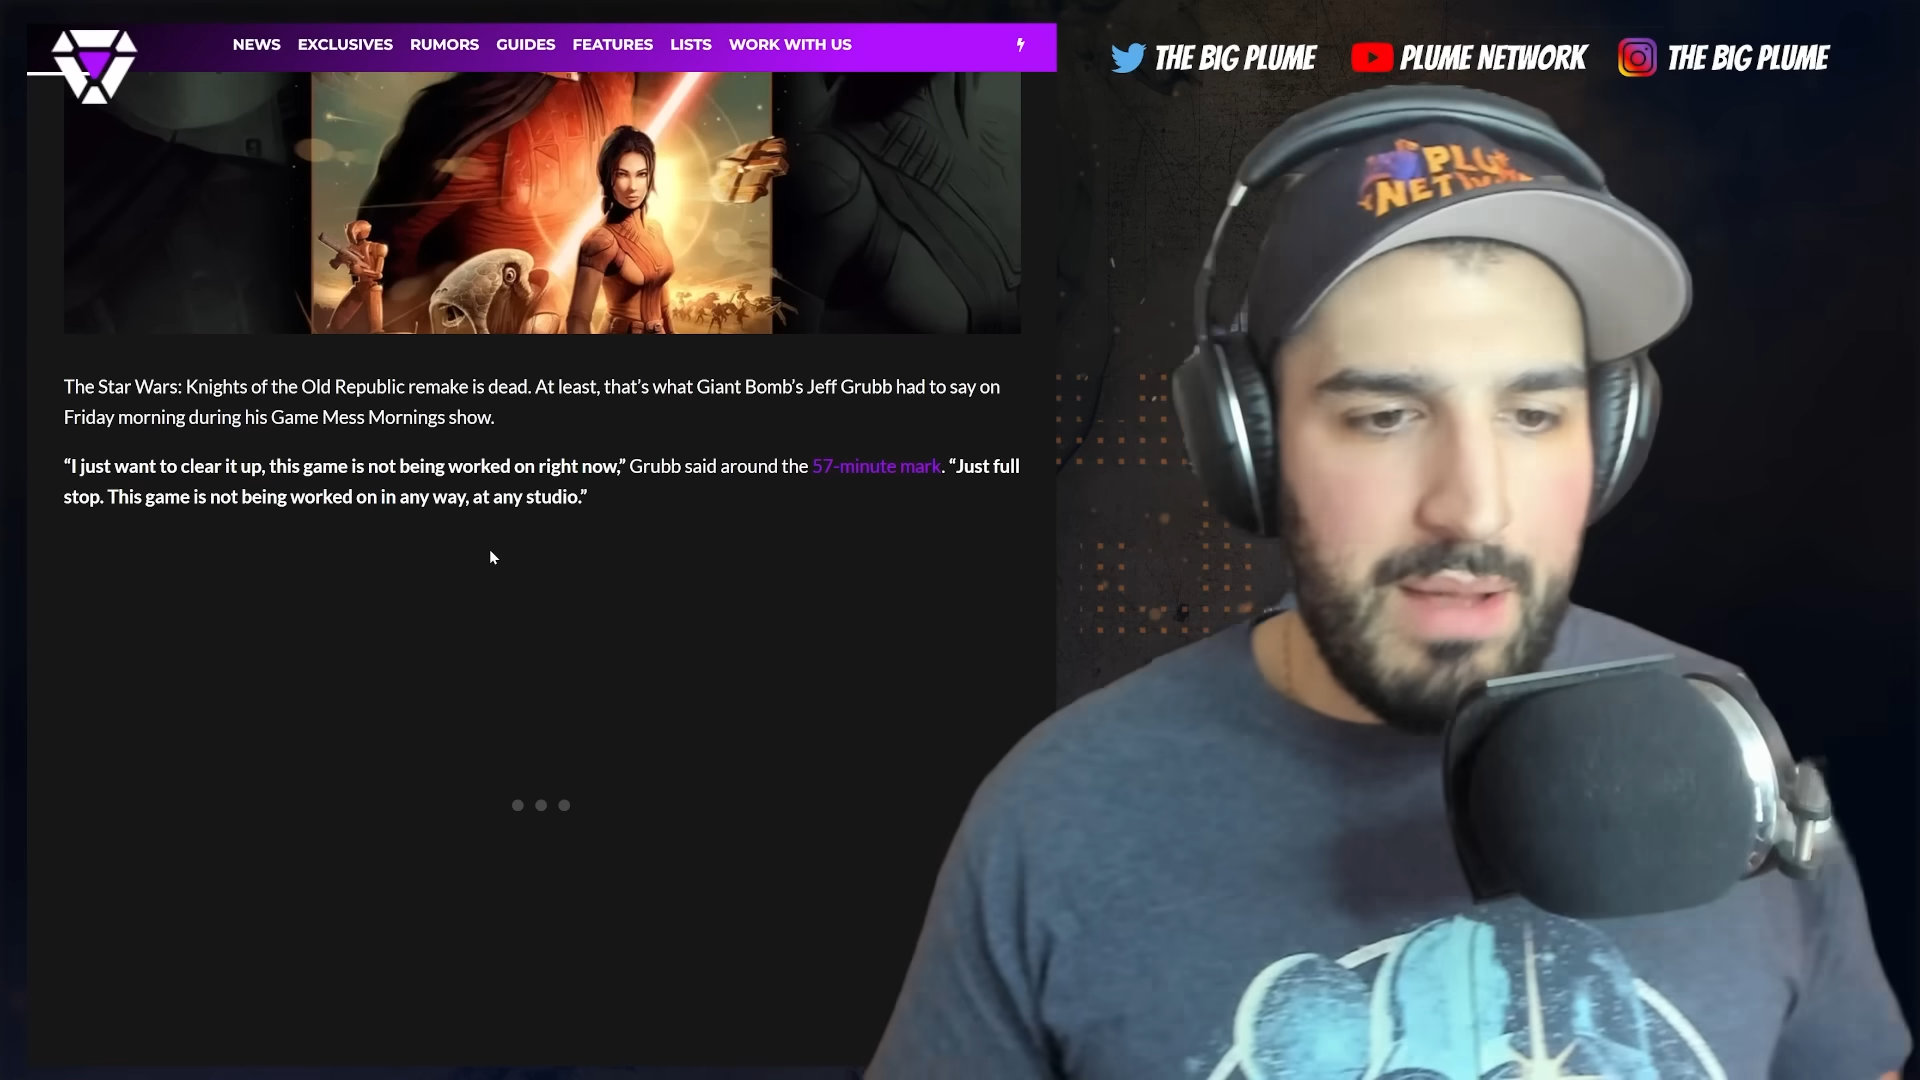 NEWS EXCLUSIVES RUMORS GUIDES FEATURES LISTS WORK WITH US
THE BIG PLUME PLUME NETWORK THE BIG PLUME
The Star Wars: Knights of the Old Republic remake is dead. At least, that’s what Giant Bomb’s Jeff Grubb had to say on
Friday morning during his Game Mess Mornings show.
“I just want to clear it up, this game is not being worked on right now,” Grubb said around the 57-minute mark. “Just full
stop. This game is not being worked on in any way, at any studio.”